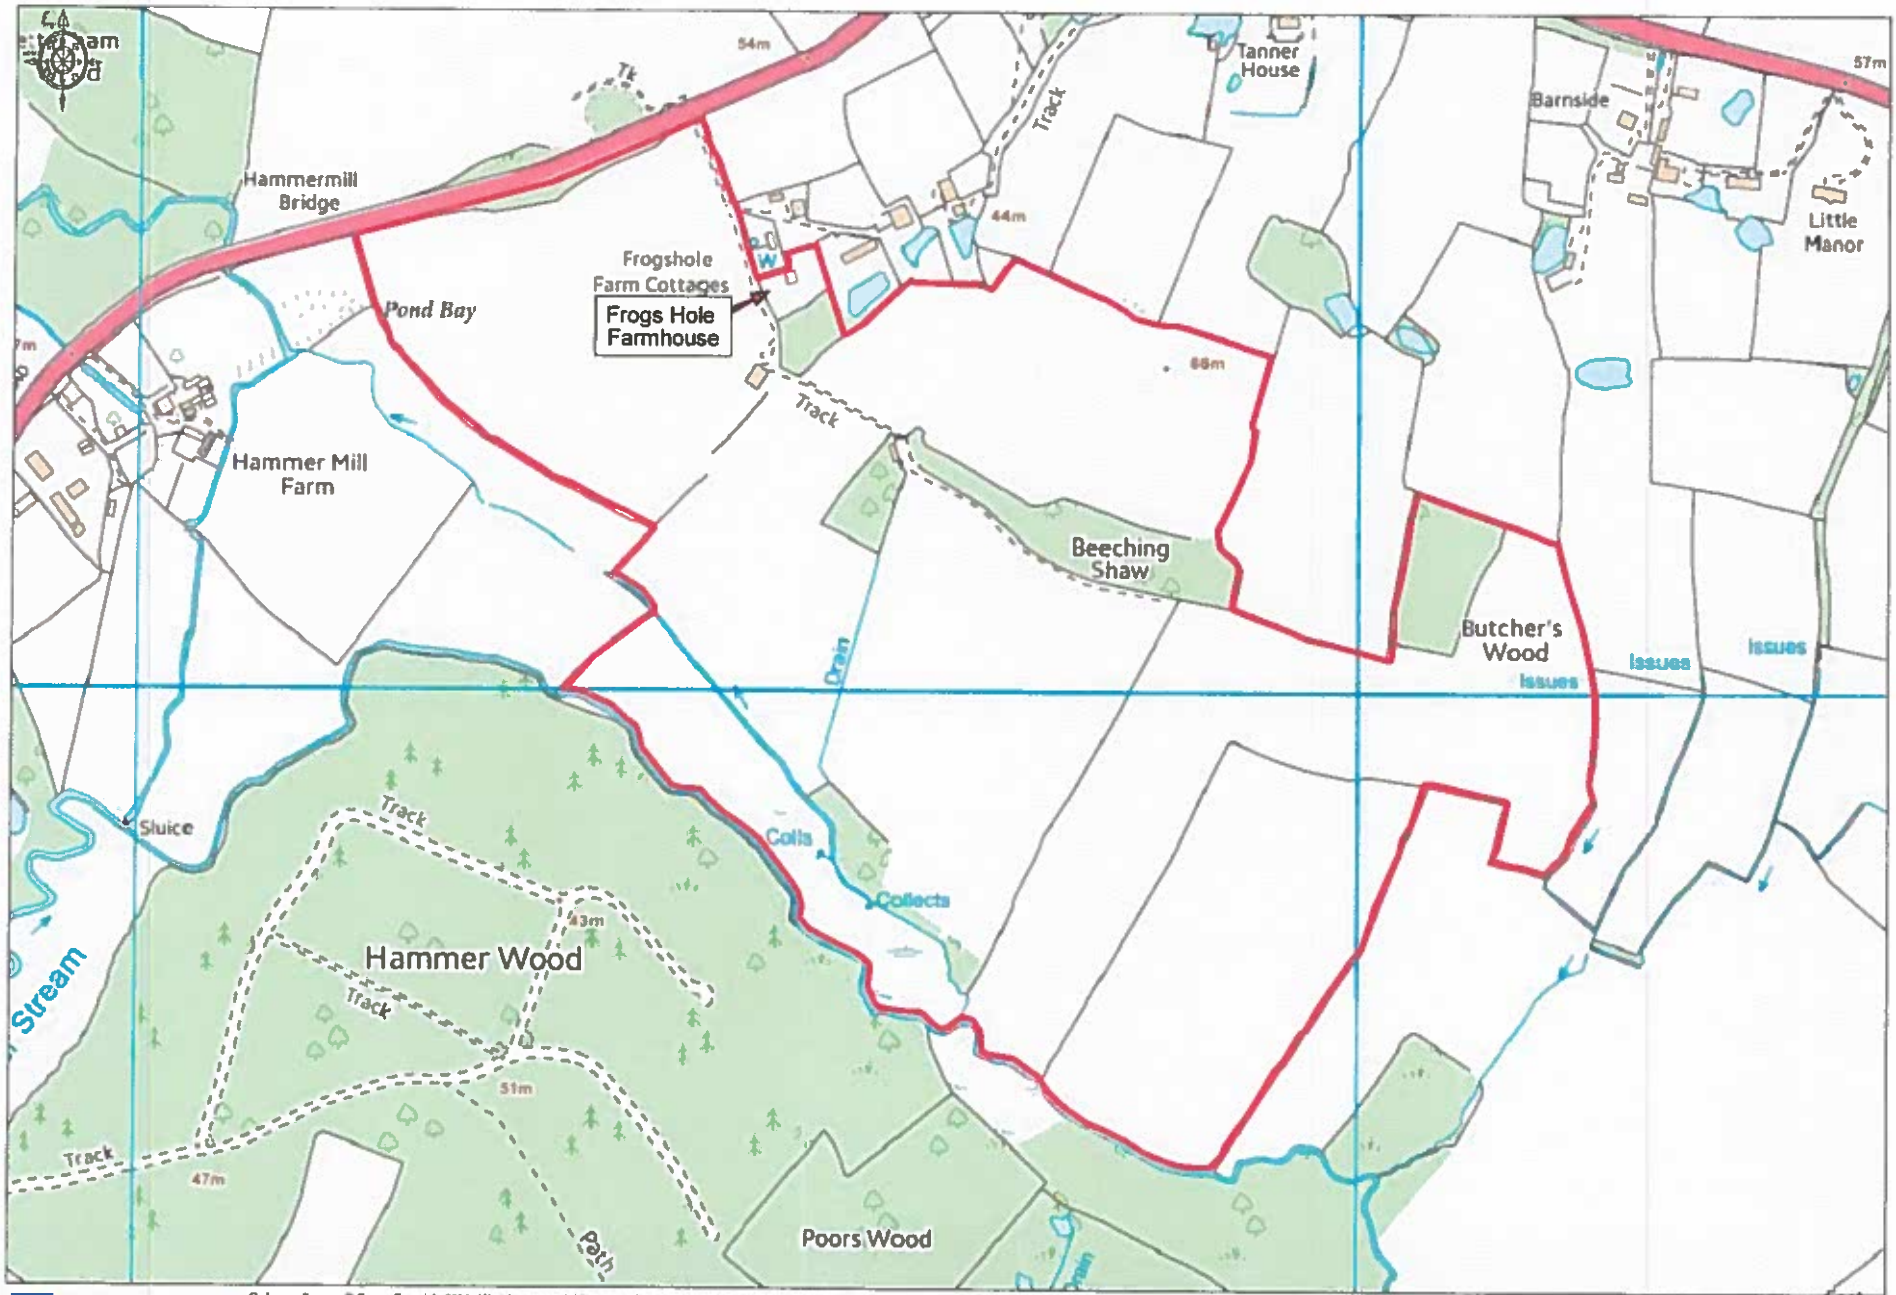 54m
Tk
Track
Tanner
House
57m
Barnside
Hammermill
Bridge
Little
Manor
44m
W
Frogshole
Farm Cottages
Frogs Hole
Farmhouse
Pond Bay
7m
66m
Track
Hammer Mill
Farm
Beeching
Shaw
Drain
Butcher's
Wood
Issues
Issues
Issues
Sluice
Track
Colls
Collects
43m
Hammer Wood
Track
Stream
51m
Track
47m
Path
Poors Wood
Drain